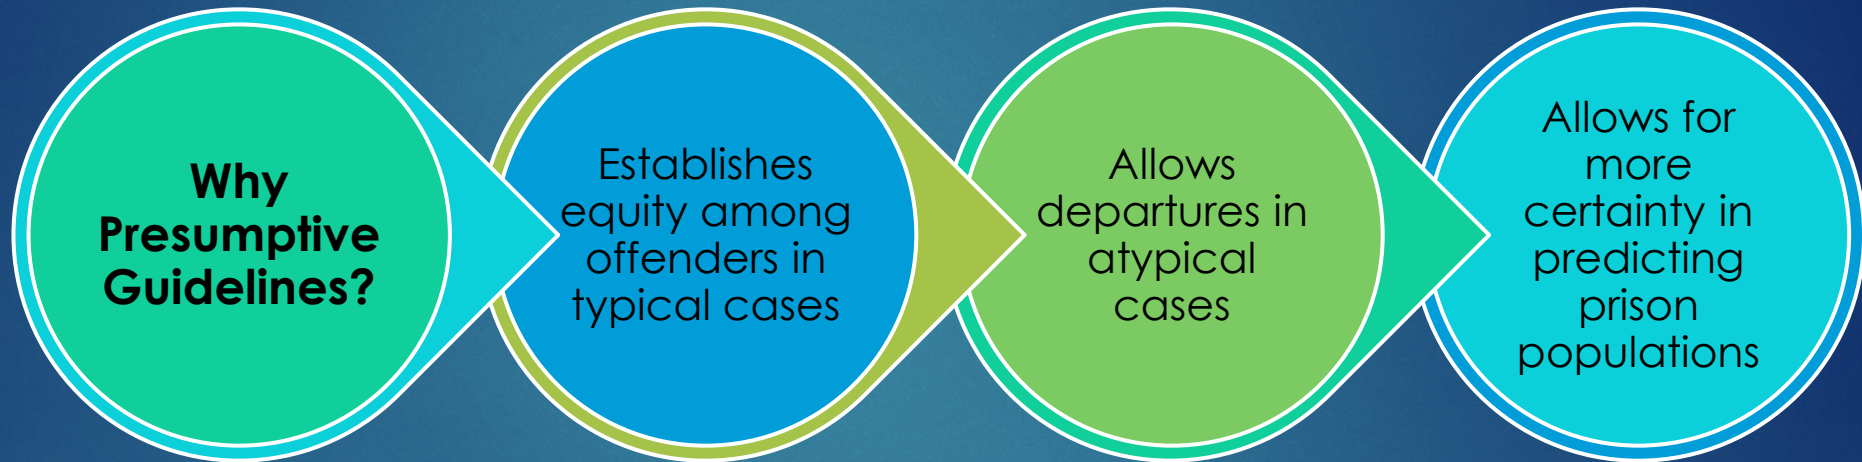 Why
Presumptive
Guidelines?
Establishes
equity among
offenders in
typical cases
Allows
departures in
atypical
cases
Allows for
more
certainty in
predicting
prison
populations